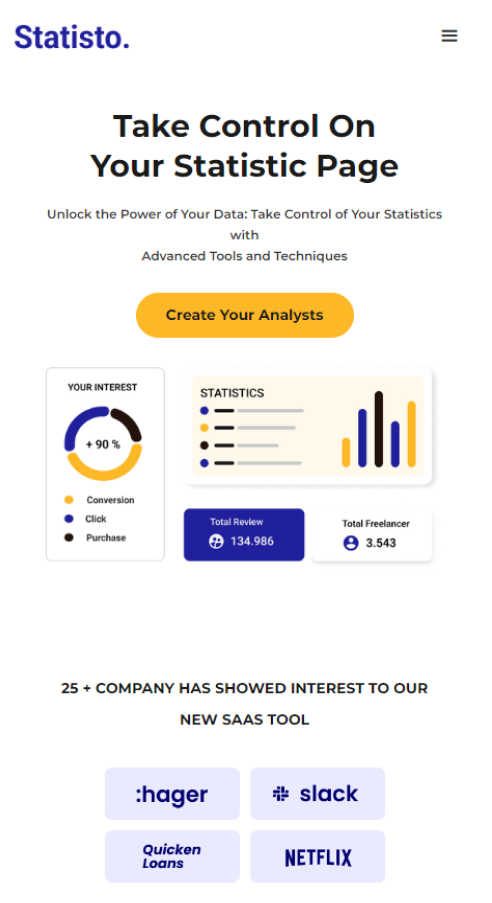 Statisto.
Take Control On
Your Statistic Page
Unlock the Power of Your Data: Take Control of Your Statistics
with
Advanced Tools and Techniques
Create Your Analysts
YOUR INTEREST
+ 90 %
Conversion
Click
Purchase
STATISTICS
Total Review
134.986
Total Freelancer
3.543
25 + COMPANY HAS SHOWED INTEREST TO OUR
NEW SAAS TOOL
:hager
slack
Quicken
Loans
NETFLIX